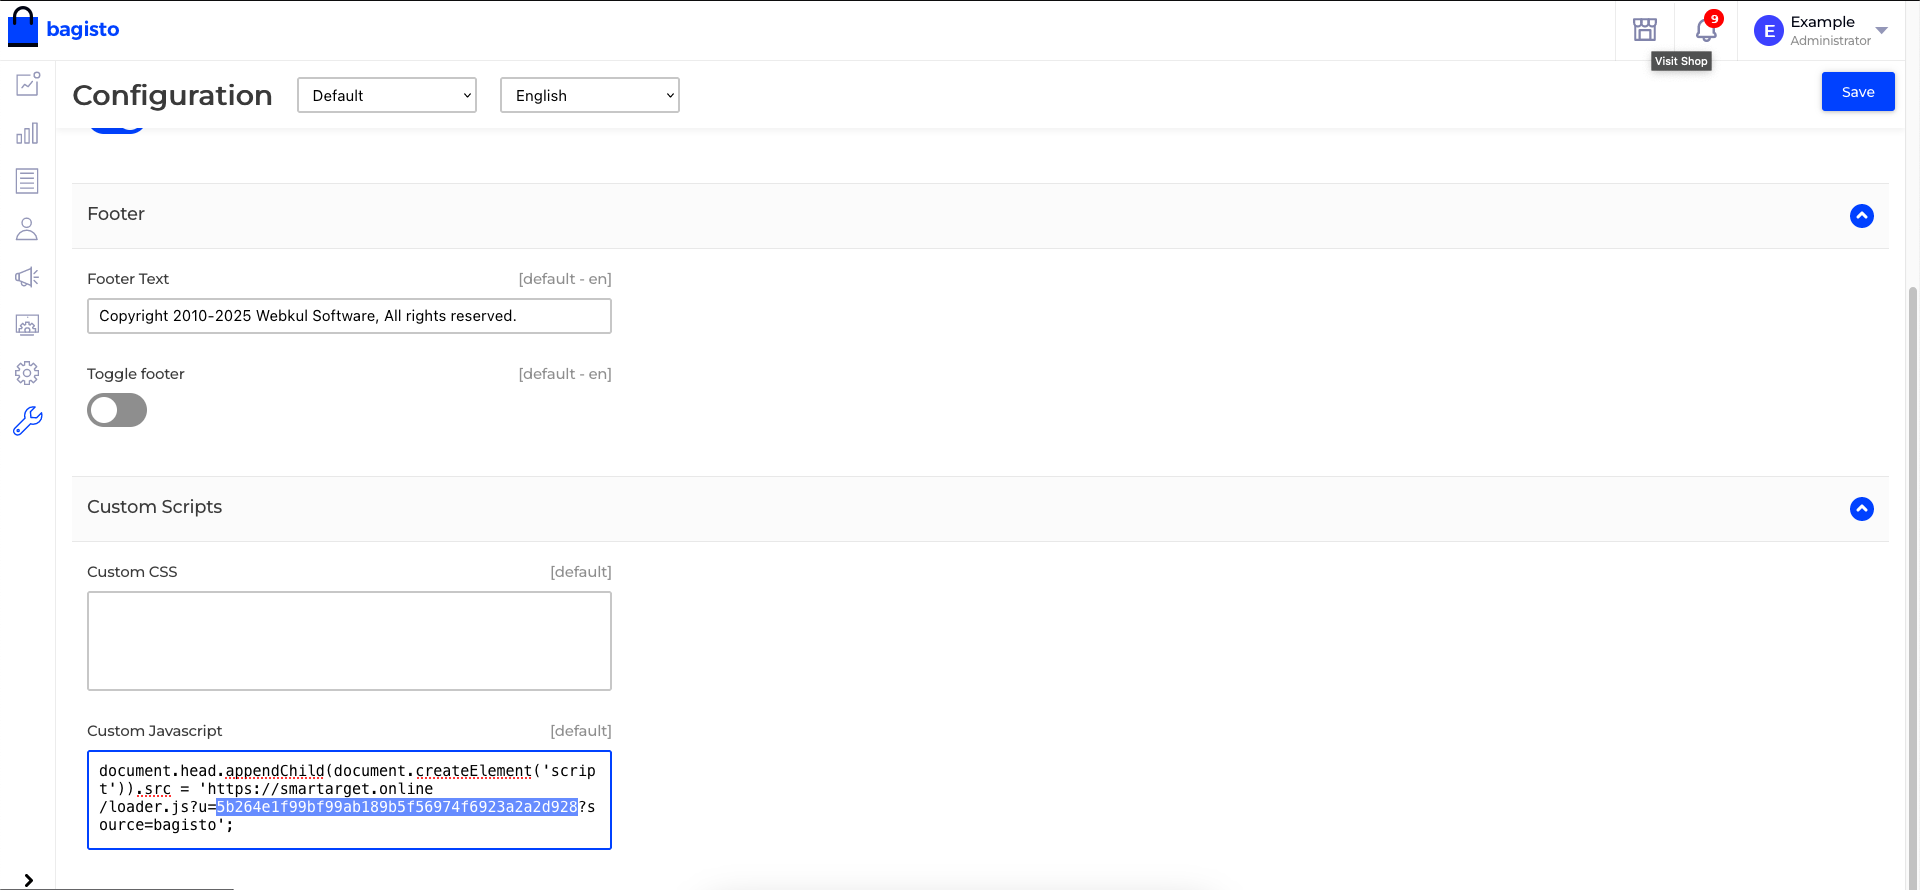 bagisto
9
E
Example
Administrator
Visit Shop
Configuration
Default
English
Save
Footer
Footer Text
[default - en]
Copyright 2010-2025 Webkul Software, All rights reserved.
Toggle footer
[default - en]
Custom Scripts
Custom CSS
[default]
Custom Javascript
[default]
document.head.appendChild(document.createElement('scrip
t')).src = 'https://smartarget.online
/loader.js?u=5b264e1f99bf99ab189b5f56974f6923a2a2d928?s
ource=bagisto';